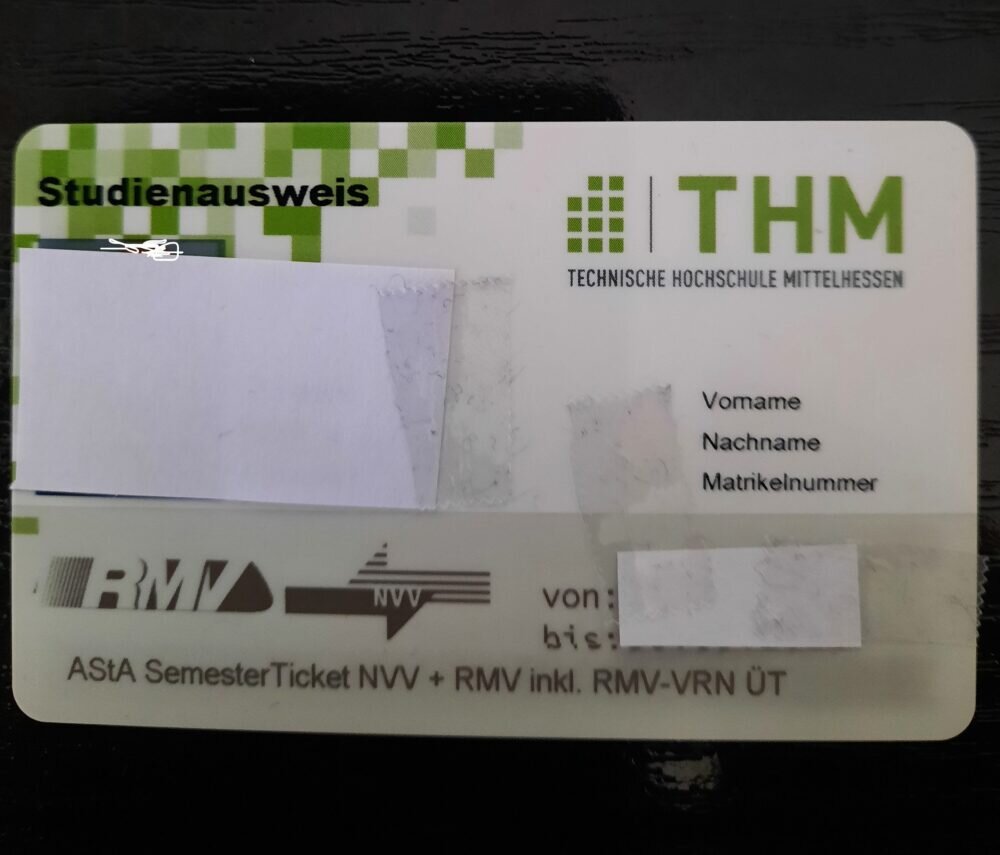 Studienausweis
THM
TECHNISCHE HOCHSCHULE MITTELHESSEN
Vorname
Nachname
Matrikelnummer
RMV
NVV
von:
bis:
AStA SemesterTicket NVV + RMV inkl. RMV-VRN ÜT